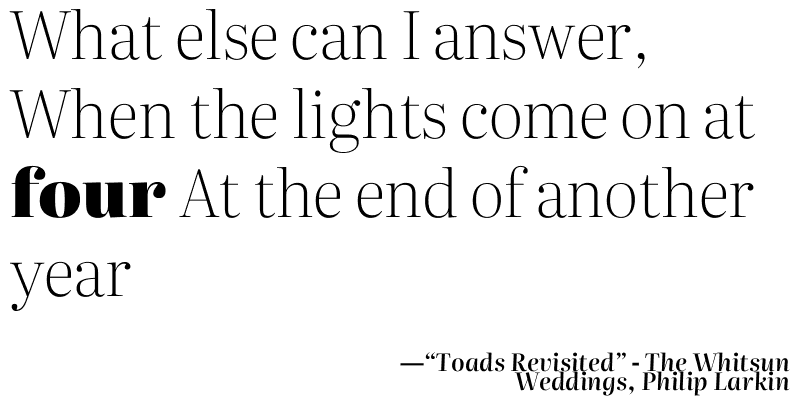 What else can I answer,
When the lights come on at
four At the end of another
year
—“Toads Revisited” - The Whitsun
Weddings, Philip Larkin